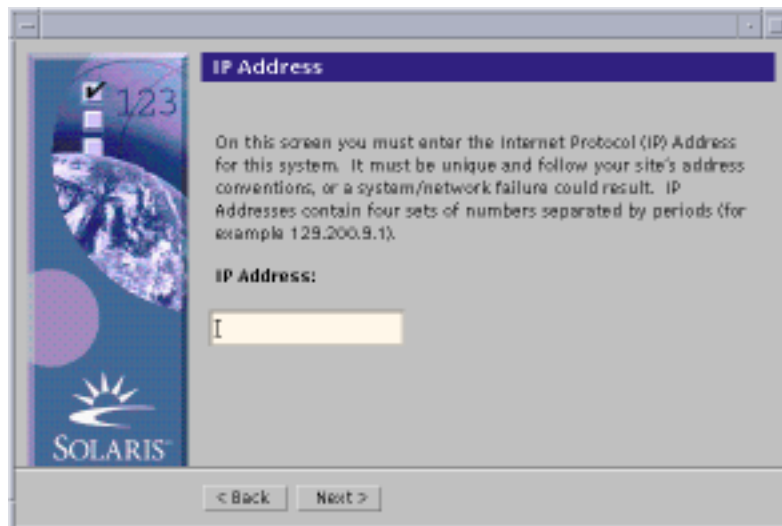 IP Address
123
On this screen you must enter the Internet Protocol (IP) Address
for this system. It must be unique and follow your site's address
conventions, or a system/network failure could result. IP
Addresses contain four sets of numbers separated by periods (for
example 129.200.9.1).
IP Address:
SOLARIS™
< Back
Next >